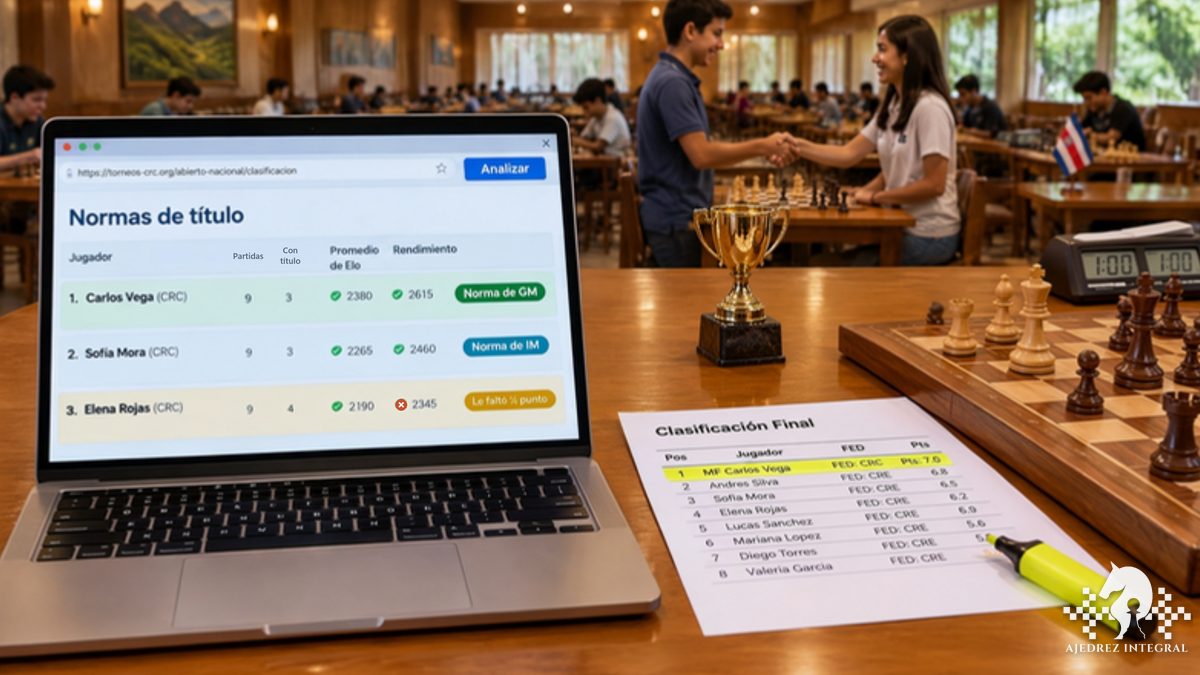 https://torneos-crc.org/abierto-nacional/clasificacion
Analizar
Normas de título
Jugador Partidas Con título Promedio de Elo Rendimiento
1. Carlos Vega (CRC) 9 3 2380 2615 Norma de GM
2. Sofía Mora (CRC) 9 3 2265 2460 Norma de IM
3. Elena Rojas (CRC) 9 4 2190 2345 Le faltó ½ punto
Clasificación Final
Pos Jugador FED Pts
1 MF Carlos Vega FED: CRC Pts: 7.0
2 Andres Silva FED: CRE 6.8
3 Sofia Mora FED: CRE 6.5
4 Elena Rojas FED: CRE 6.2
5 Lucas Sanchez FED: CRE 6.9
6 Mariana Lopez FED: CRE 5.6
7 Diego Torres FED: CRE
8 Valeria Garcia
1:00 1:00
AJEDREZ INTEGRAL